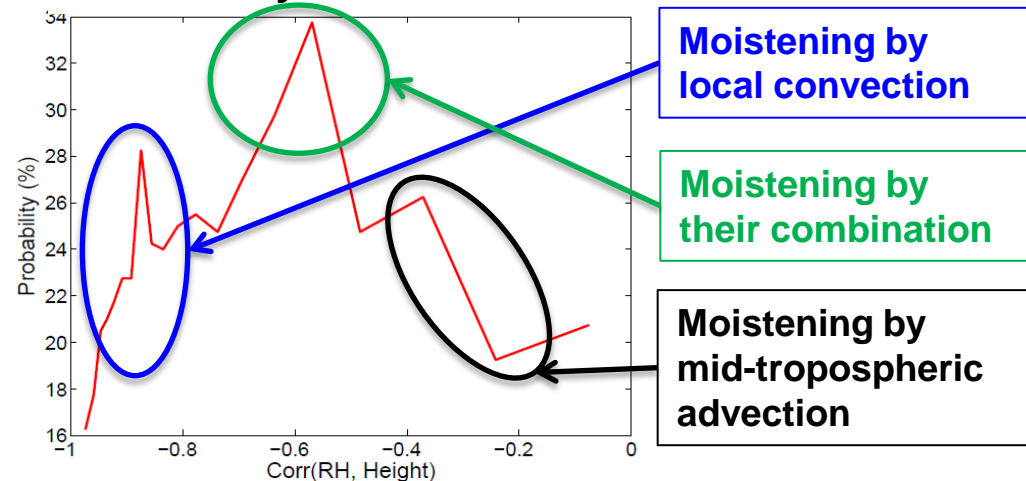 34
32
30
28
26
24
22
20
18
16
Probability (%)
−1
−0.8
−0.6
−0.4
−0.2
0
Corr(RH, Height)
Moistening by
local convection
Moistening by
their combination
Moistening by
mid-tropospheric
advection